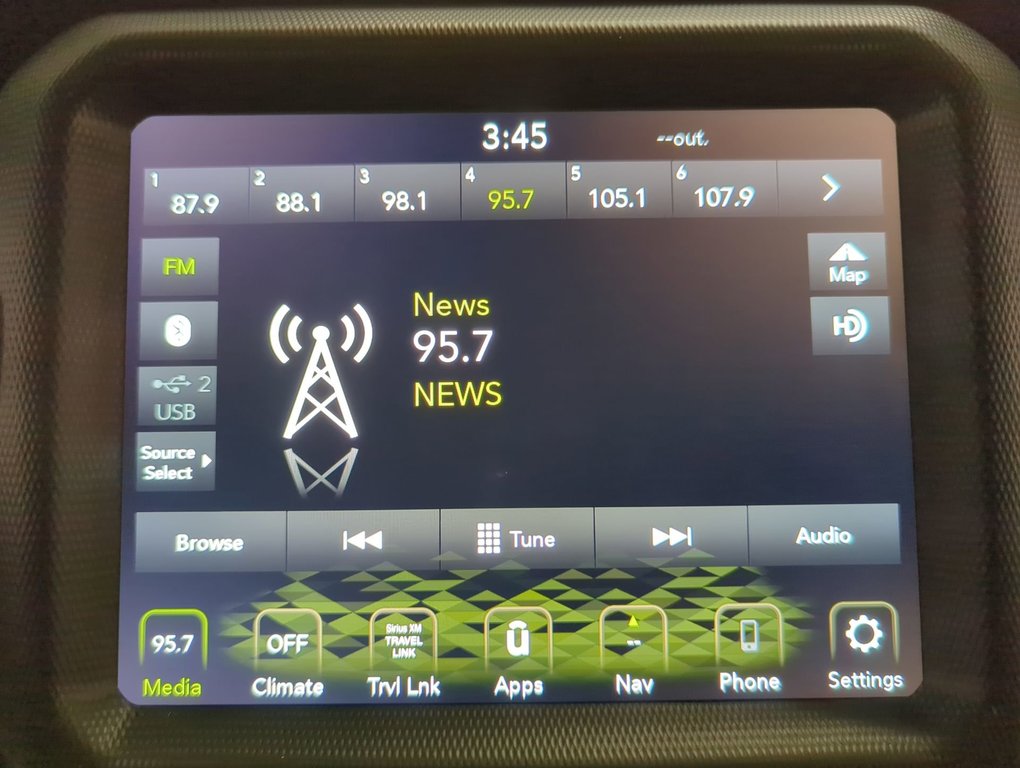 3:45 --out.
1 87.9 2 88.1 3 98.1 4 95.7 5 105.1 6 107.9
FM
Map
HD
News
95.7
NEWS
2
USB
Source
Select
Browse Tune Audio
95.7 OFF Sirius XM
TRAVEL
LINK
ū
--
Media Climate Trvl Lnk Apps Nav Phone Settings